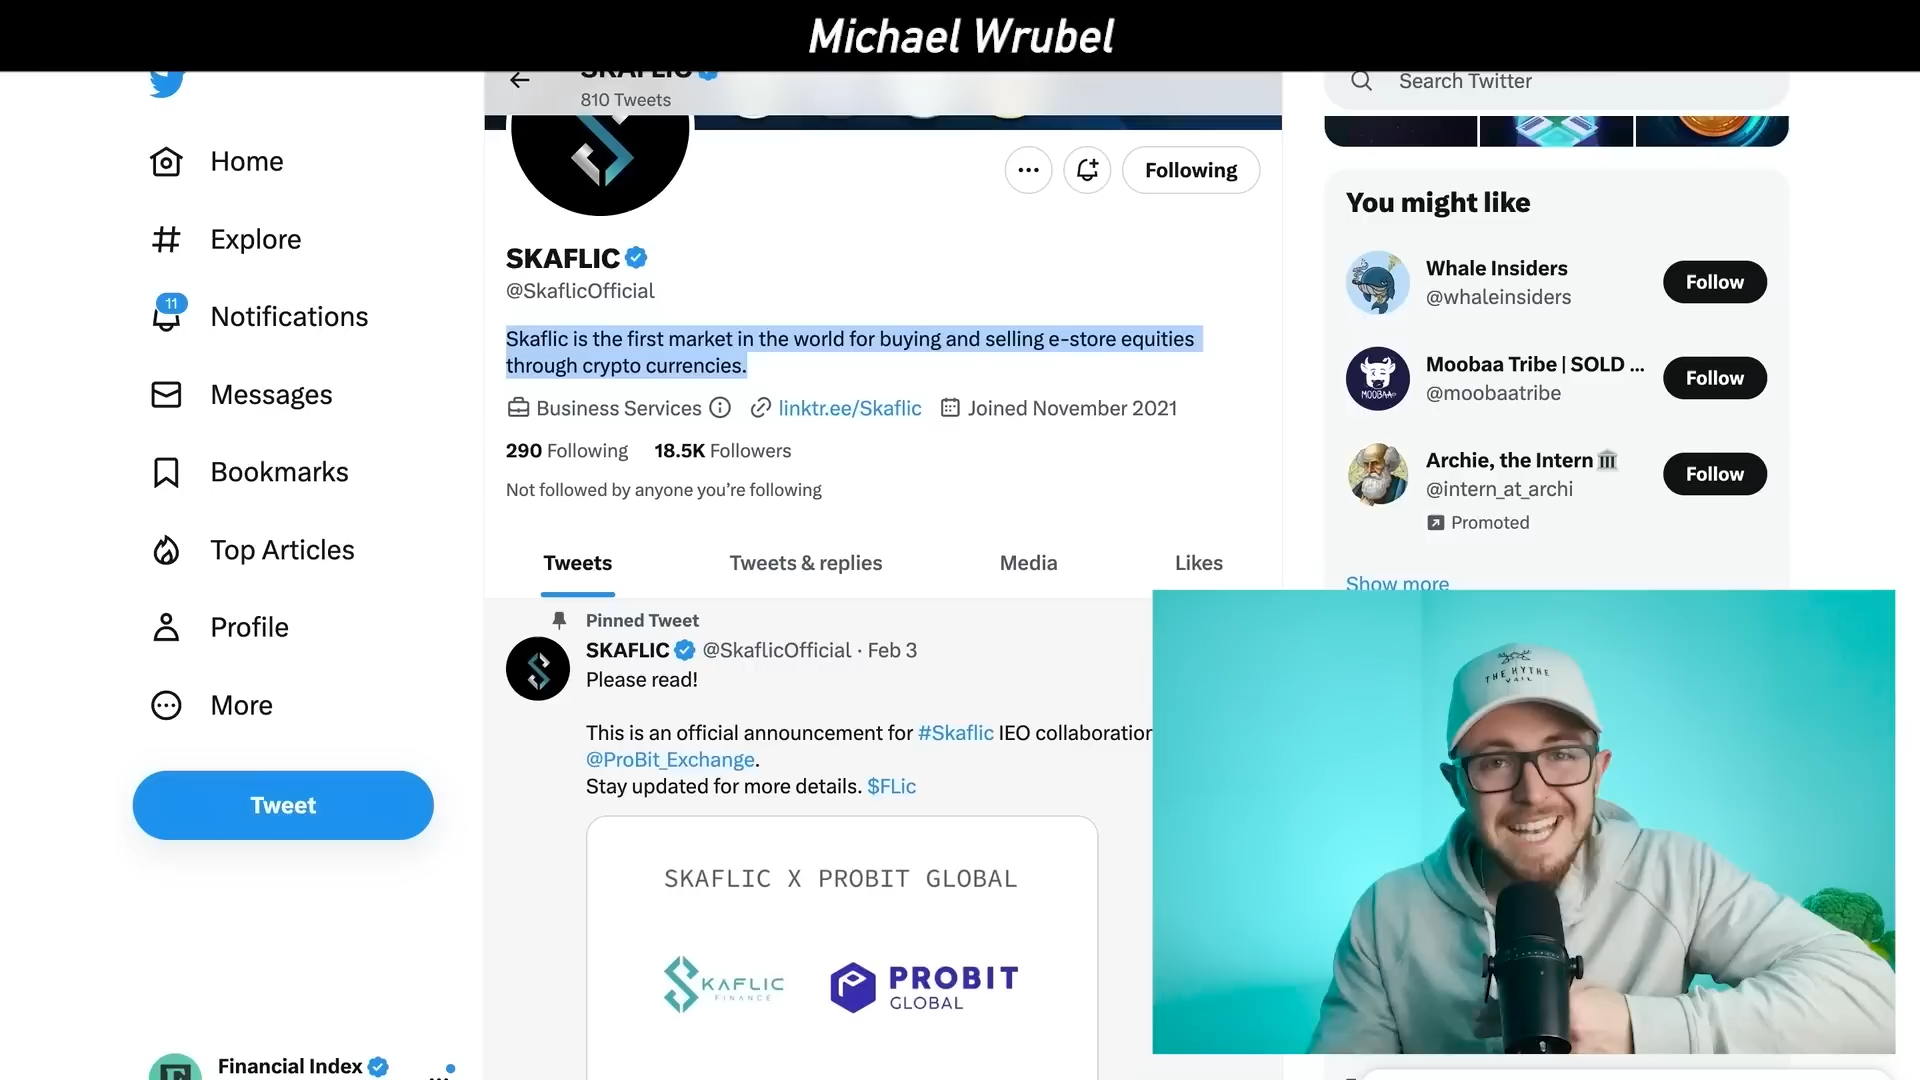 Michael Wrubel
SKAFLIC
810 Tweets
Search Twitter
Home
Explore
11
Notifications
Messages
Bookmarks
Top Articles
Profile
More
Tweet
Financial Index
Following
SKAFLIC
@SkaflicOfficial
Skaflic is the first market in the world for buying and selling e-store equities
through crypto currencies.
Business Services linktr.ee/Skaflic Joined November 2021
290 Following 18.5K Followers
Not followed by anyone you’re following
Tweets Tweets & replies Media Likes
Pinned Tweet
SKAFLIC @SkaflicOfficial · Feb 3
Please read!
This is an official announcement for #Skaflic IEO collaboration
@ProBit_Exchange.
Stay updated for more details. $FLic
SKAFLIC X PROBIT GLOBAL
SKAFLIC
FINANCE
PROBIT
GLOBAL
You might like
Whale Insiders
@whaleinsiders
Follow
Moobaa Tribe | SOLD ...
@moobaatribe
Follow
MOOBAA
Archie, the Intern
@intern_at_archi
Follow
Promoted
Show more
THE HYTHE
VAIL